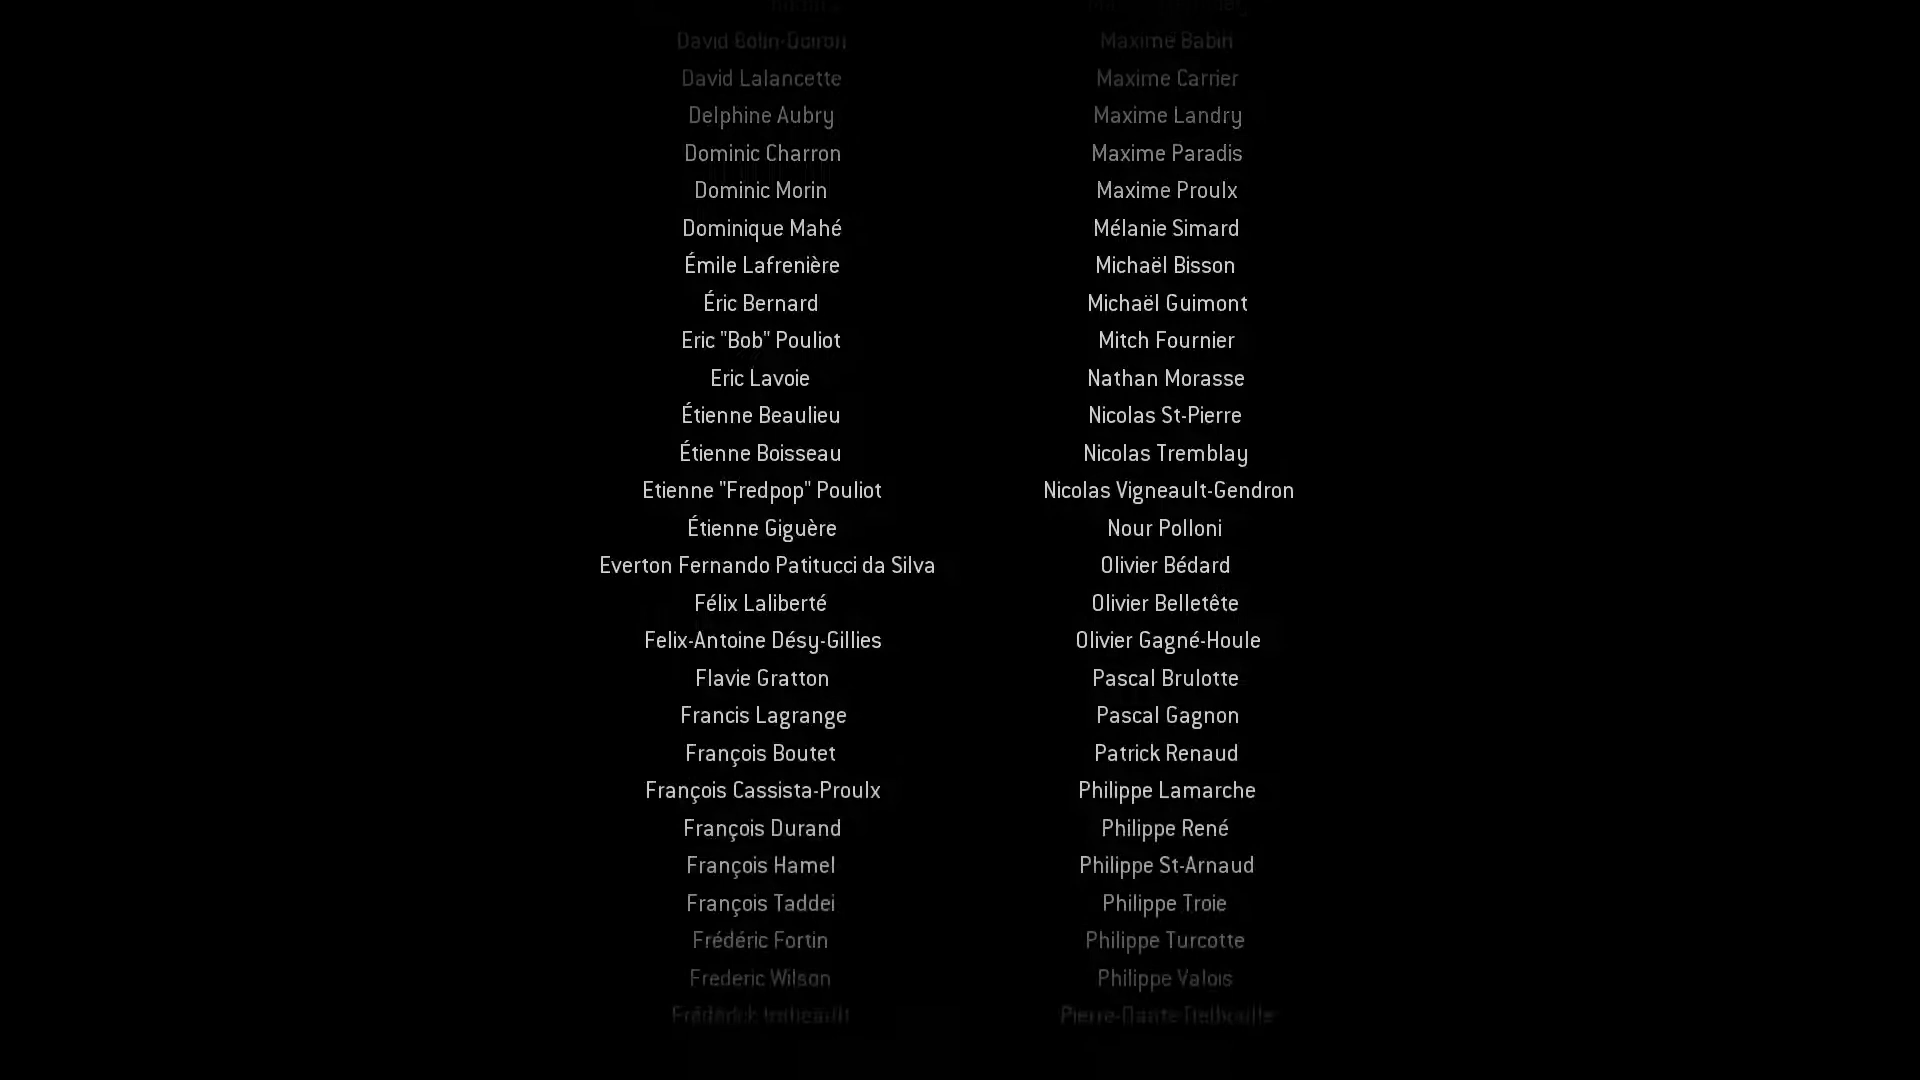 David
David Lalancette
Delphine Aubry
Dominic Charron
Dominic Morin
Dominique Mahé
Émile Lafrenière
Éric Bernard
Eric "Bob" Pouliot
Eric Lavoie
Étienne Beaulieu
Étienne Boisseau
Etienne "Fredpop" Pouliot
Étienne Giguère
Everton Fernando Patitucci da Silva
Félix Laliberté
Felix-Antoine Désy-Gillies
Flavie Gratton
Francis Lagrange
François Boutet
François Cassista-Proulx
François Durand
François Hamel
François Taddei
Frédéric Fortin
Frederic Wilson
Maxime Babin
Maxime Carrier
Maxime Landry
Maxime Paradis
Maxime Proulx
Mélanie Simard
Michaël Bisson
Michaël Guimont
Mitch Fournier
Nathan Morasse
Nicolas St-Pierre
Nicolas Tremblay
Nicolas Vigneault-Gendron
Nour Polloni
Olivier Bédard
Olivier Belletête
Olivier Gagné-Houle
Pascal Brulotte
Pascal Gagnon
Patrick Renaud
Philippe Lamarche
Philippe René
Philippe St-Arnaud
Philippe Troie
Philippe Turcotte
Philippe Valois